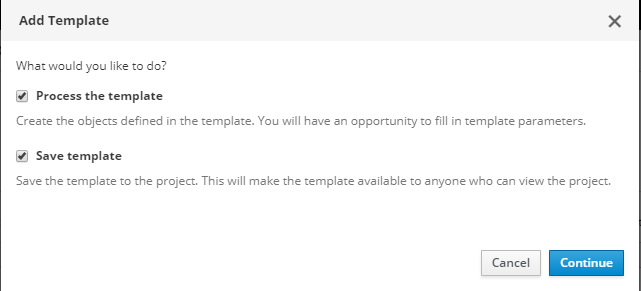 Add Template
What would you like to do?
Process the template
Create the objects defined in the template. You will have an opportunity to fill in template parameters.
Save template
Save the template to the project. This will make the template available to anyone who can view the project.
Cancel Continue